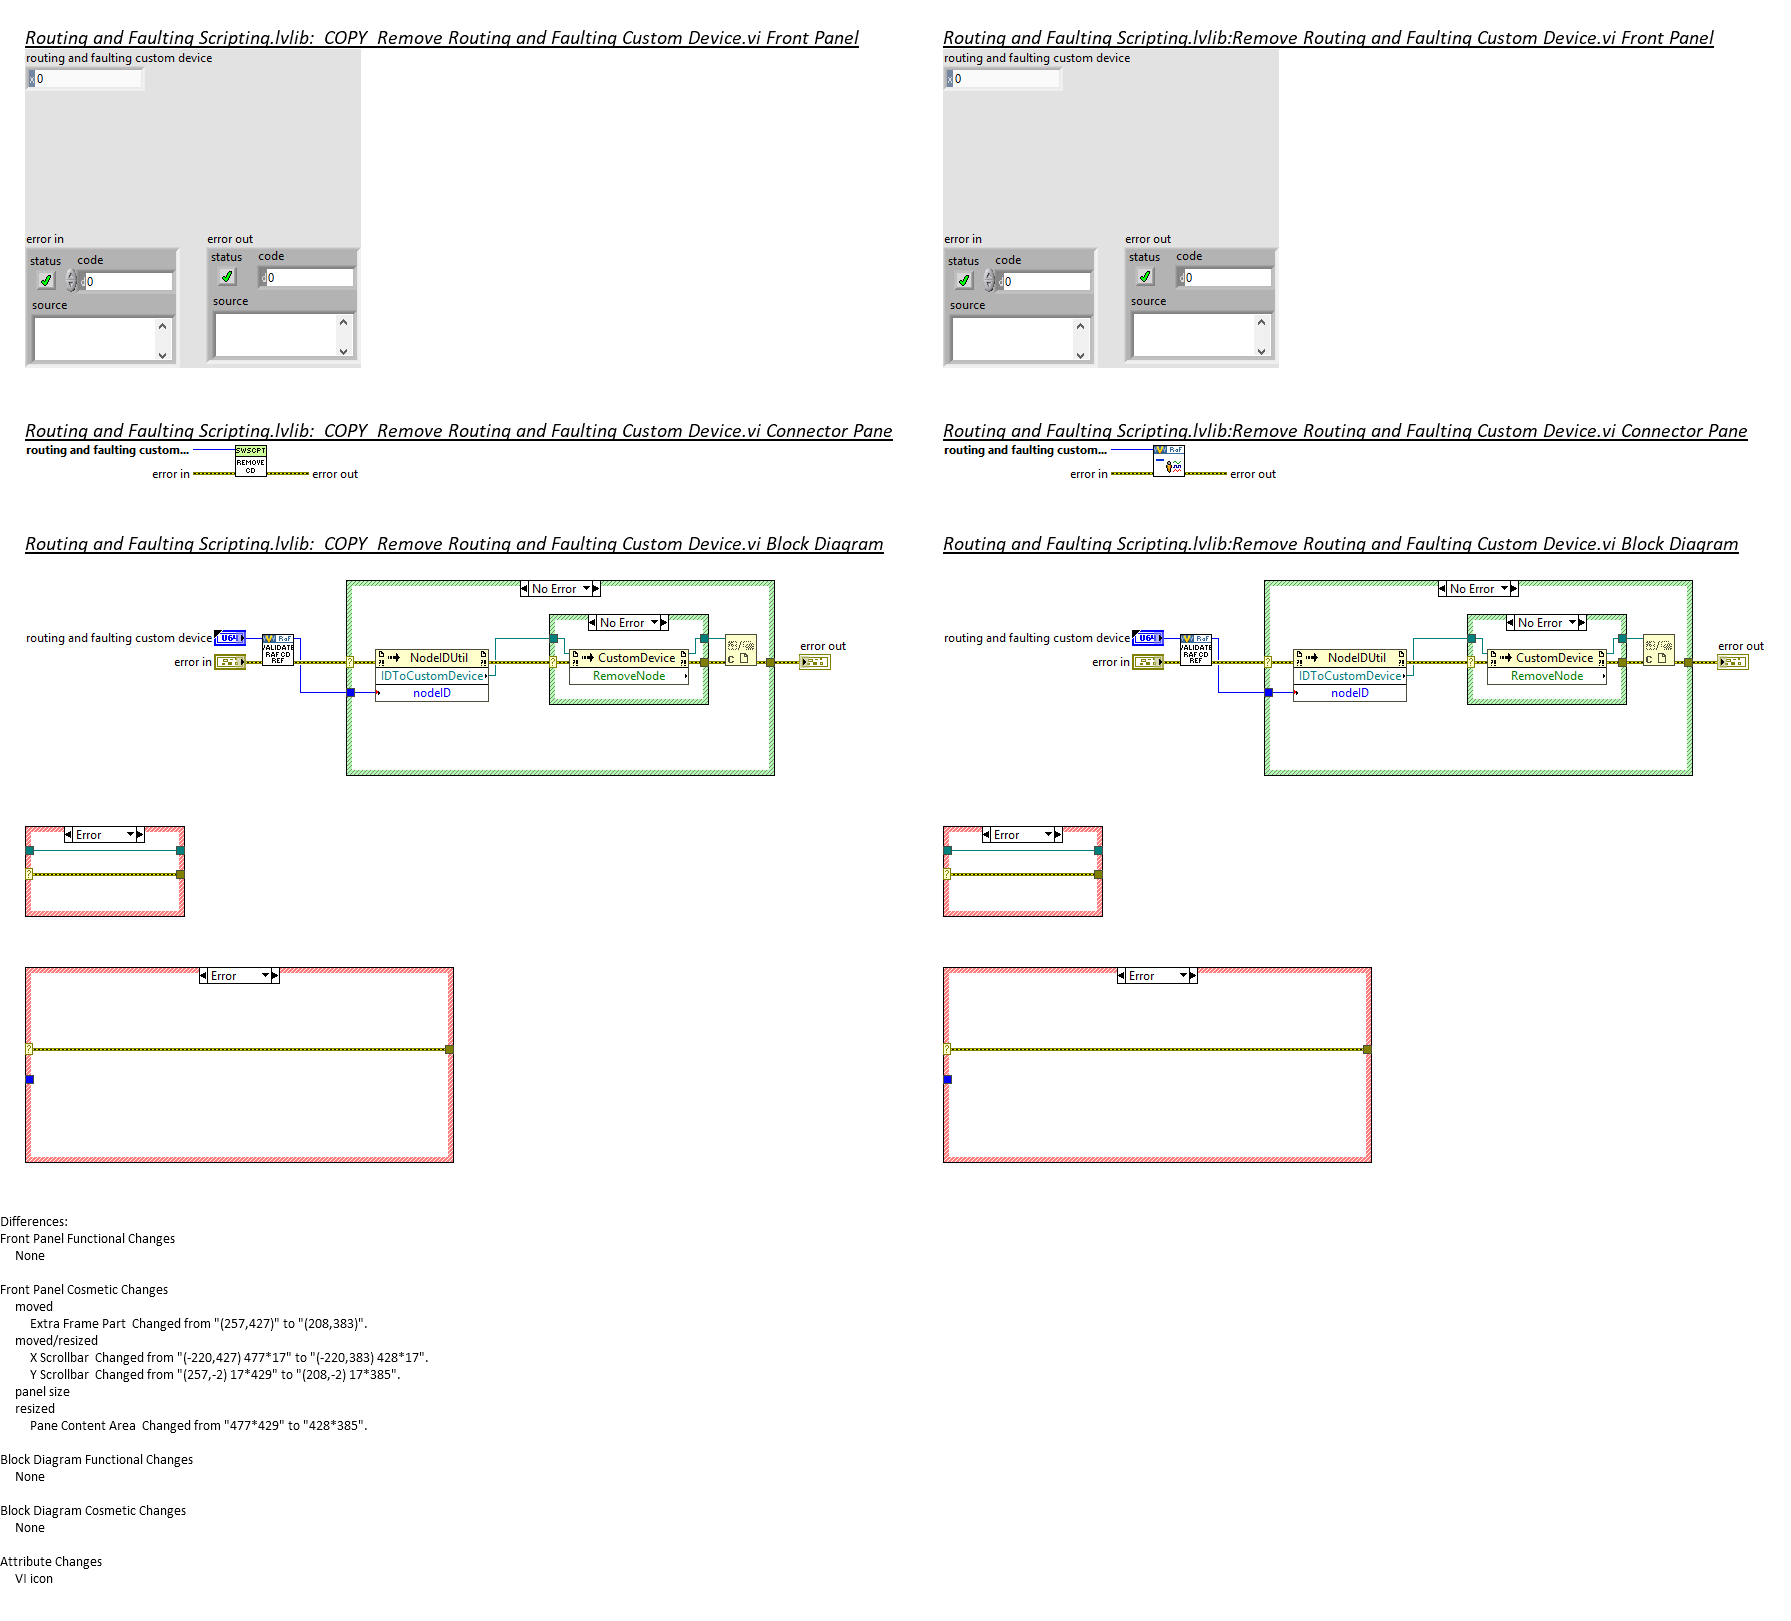 Routing and Faulting Scripting.lvlib:  COPY  Remove Routing and Faulting Custom Device.vi Front Panel
routing and faulting custom device
x 0
error in
status
code
d 0
source
error out
status
code
d 0
source
Routing and Faulting Scripting.lvlib:Remove Routing and Faulting Custom Device.vi Front Panel
routing and faulting custom device
x 0
error in
status
code
d 0
source
error out
status
code
d 0
source
Routing and Faulting Scripting.lvlib:  COPY  Remove Routing and Faulting Custom Device.vi Connector Pane
routing and faulting custom...
SWSCPT
REMOVE
CD
error in
error out
Routing and Faulting Scripting.lvlib:Remove Routing and Faulting Custom Device.vi Connector Pane
routing and faulting custom...
RaF
error in
error out
Routing and Faulting Scripting.lvlib:  COPY  Remove Routing and Faulting Custom Device.vi Block Diagram
No Error
No Error
routing and faulting custom device
U64
error in
RaF
VALIDATE
RAF CD
REF
NodeIDUtil
IDToCustomDevice
nodeID
CustomDevice
RemoveNode
C
error out
Error
Error
Routing and Faulting Scripting.lvlib:Remove Routing and Faulting Custom Device.vi Block Diagram
No Error
No Error
routing and faulting custom device
U64
error in
RaF
VALIDATE
RAF CD
REF
NodeIDUtil
IDToCustomDevice
nodeID
CustomDevice
RemoveNode
C
error out
Error
Error
Differences:
Front Panel Functional Changes
None
Front Panel Cosmetic Changes
moved
Extra Frame Part  Changed from "(257,427)" to "(208,383)".
moved/resized
X Scrollbar  Changed from "(-220,427) 477*17" to "(-220,383) 428*17".
Y Scrollbar  Changed from "(257,-2) 17*429" to "(208,-2) 17*385".
panel size
resized
Pane Content Area  Changed from "477*429" to "428*385".
Block Diagram Functional Changes
None
Block Diagram Cosmetic Changes
None
Attribute Changes
VI icon